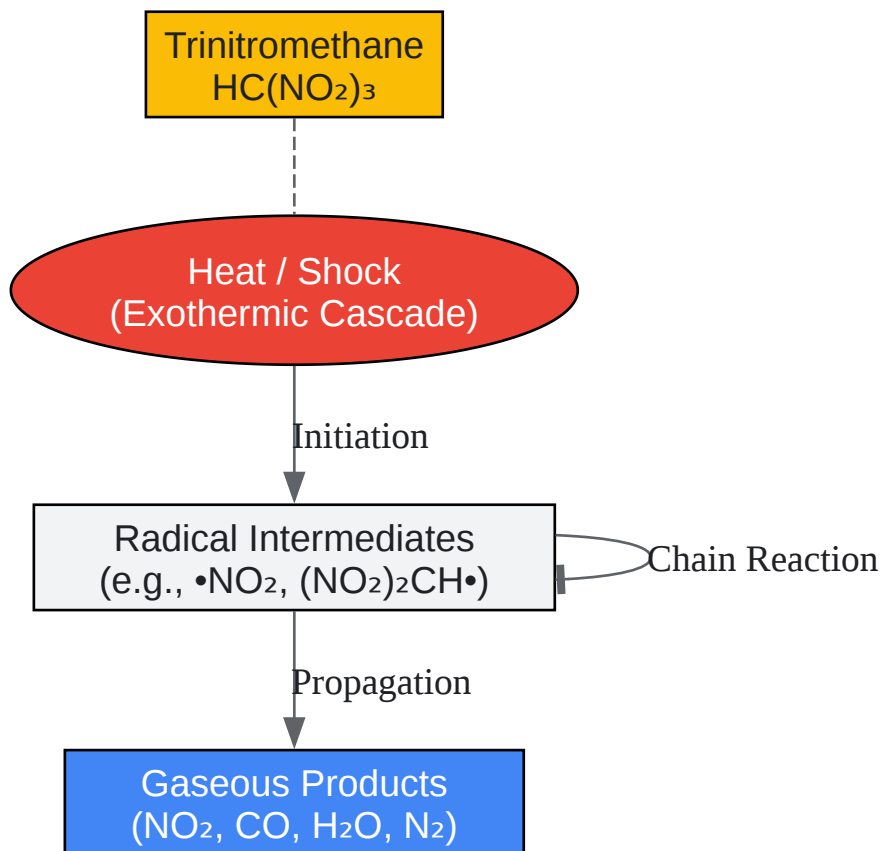 Trinitromethane
HC(NO₂)₃
Heat / Shock
(Exothermic Cascade)
Initiation
Radical Intermediates
(e.g., •NO₂, (NO₂)₂CH•)
Chain Reaction
Propagation
Gaseous Products
(NO₂, CO, H₂O, N₂)